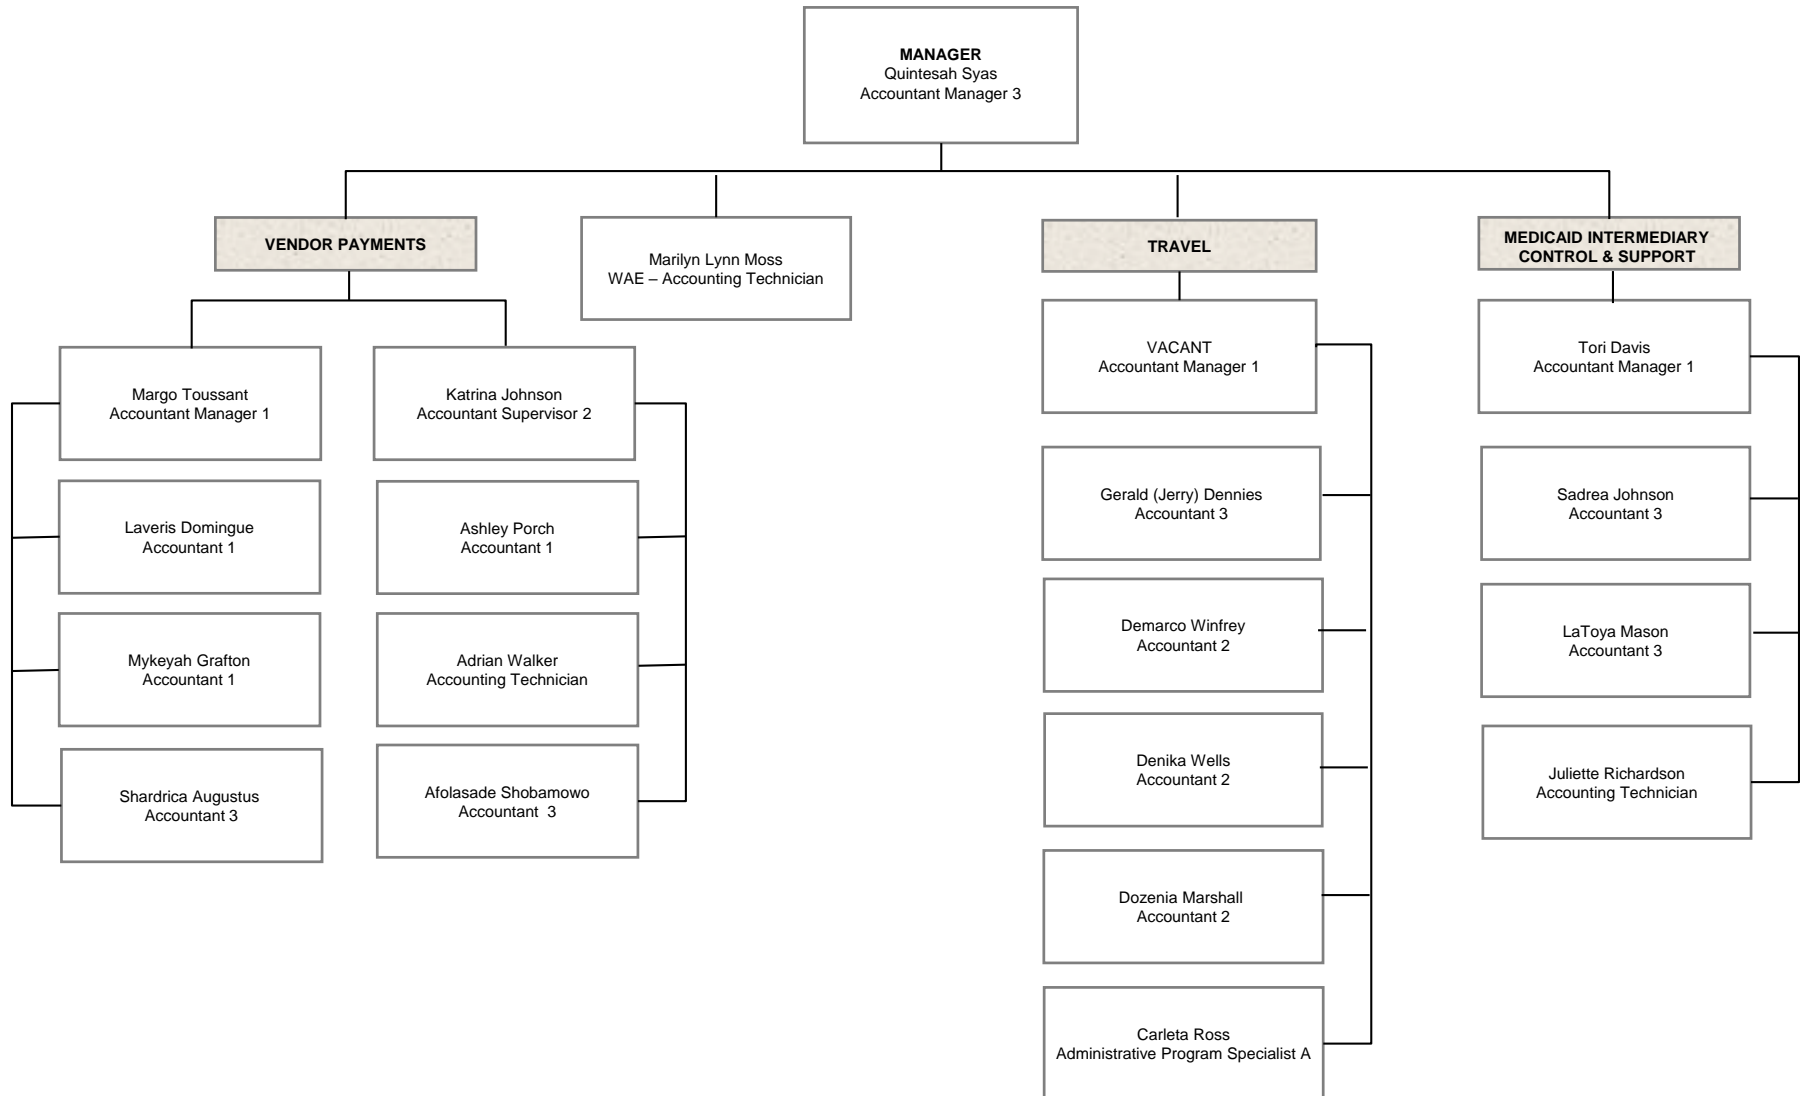 MANAGER
Quintesah Syas
Accountant Manager 3
VENDOR PAYMENTS
Marilyn Lynn Moss
WAE – Accounting Technician
TRAVEL
MEDICAID INTERMEDIARY
CONTROL & SUPPORT
Margo Toussant
Accountant Manager 1
Laveris Domingue
Accountant 1
Mykeyah Grafton
Accountant 1
Shardrica Augustus
Accountant 3
Katrina Johnson
Accountant Supervisor 2
Ashley Porch
Accountant 1
Adrian Walker
Accounting Technician
Afolasade Shobamowo
Accountant  3
VACANT
Accountant Manager 1
Gerald (Jerry) Dennies
Accountant 3
Demarco Winfrey
Accountant 2
Denika Wells
Accountant 2
Dozenia Marshall
Accountant 2
Carleta Ross
Administrative Program Specialist A
Tori Davis
Accountant Manager 1
Sadrea Johnson
Accountant 3
LaToya Mason
Accountant 3
Juliette Richardson
Accounting Technician